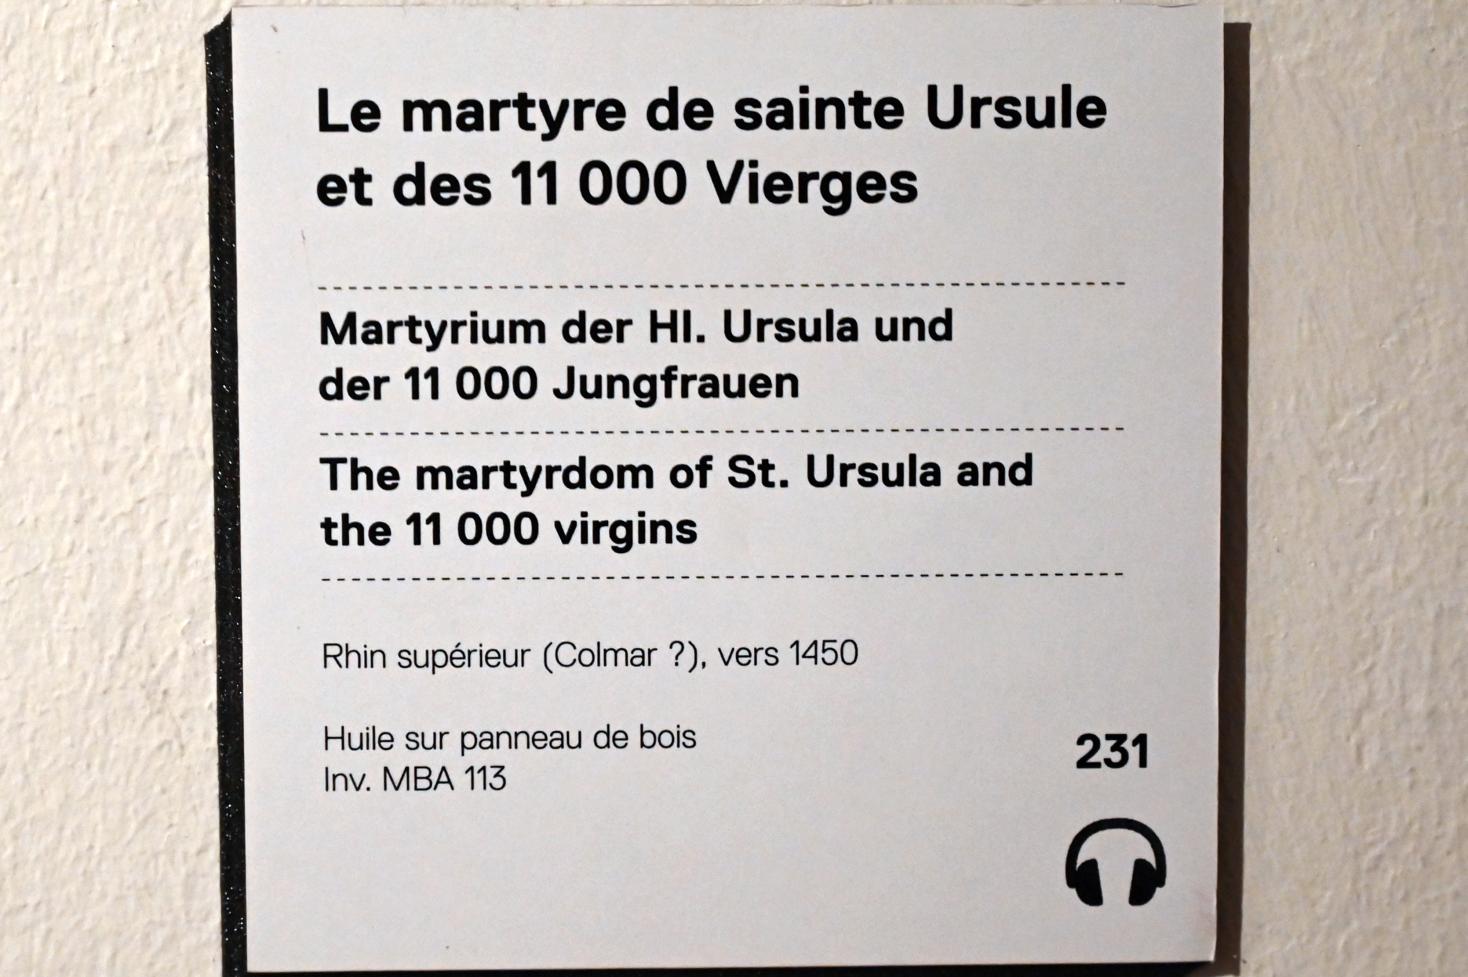 Le martyre de sainte Ursule
et des 11 000 Vierges
Martyrium der Hl. Ursula und
der 11 000 Jungfrauen
The martyrdom of St. Ursula and
the 11 000 virgins
Rhin supérieur (Colmar ?), vers 1450
Huile sur panneau de bois
Inv. MBA 113
231